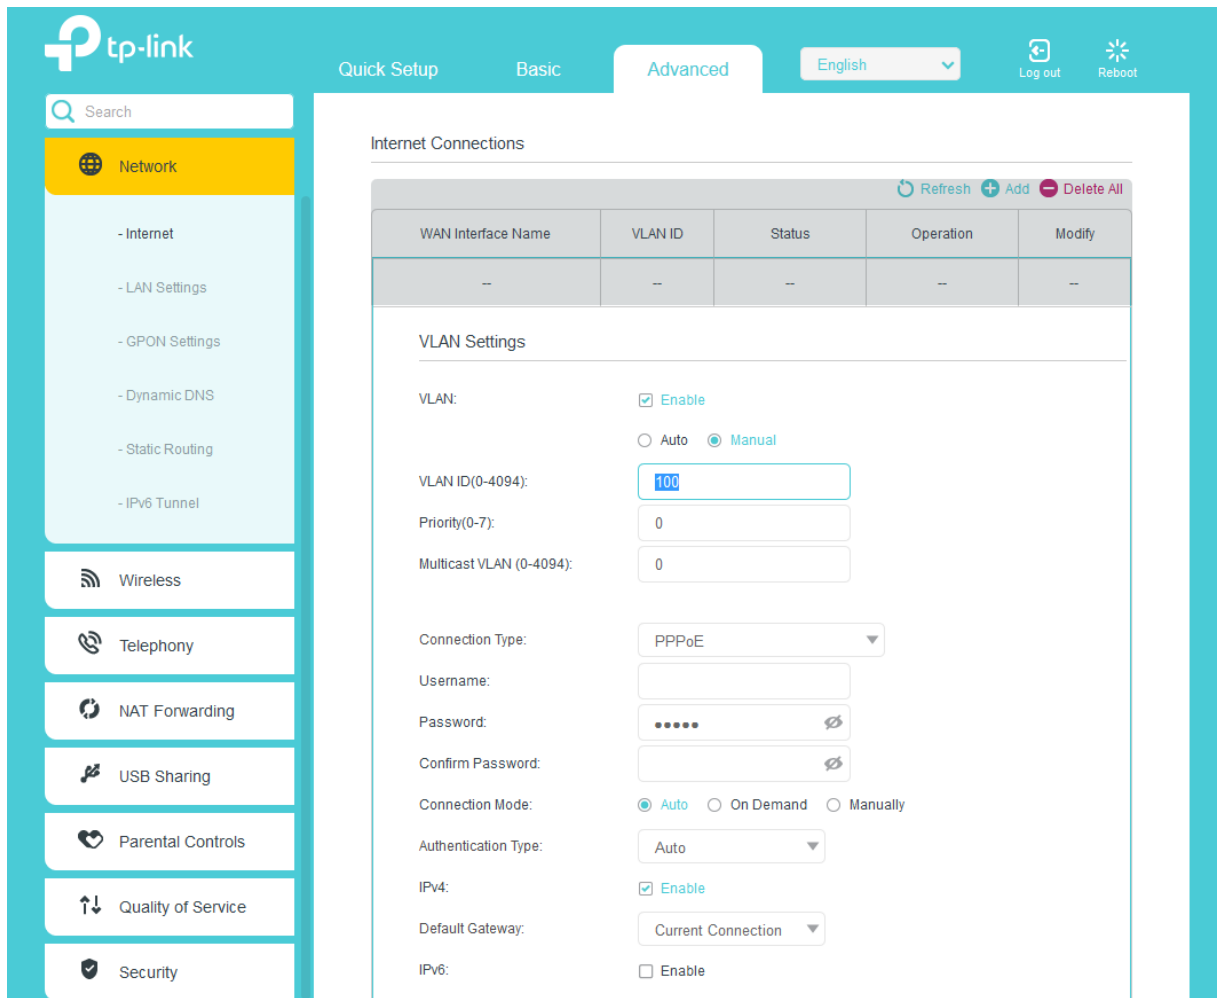 tp-link
Quick Setup Basic Advanced English Log out Reboot
Search
Network
- Internet
- LAN Settings
- GPON Settings
- Dynamic DNS
- Static Routing
- IPv6 Tunnel
Wireless
Telephony
NAT Forwarding
USB Sharing
Parental Controls
Quality of Service
Security
Internet Connections
Refresh Add Delete All
WAN Interface Name VLAN ID Status Operation Modify
-- -- -- -- --
VLAN Settings
VLAN: Enable
Auto Manual
VLAN ID(0-4094): 100
Priority(0-7): 0
Multicast VLAN (0-4094): 0
Connection Type: PPPoE
Username:
Password: •••••
Confirm Password:
Connection Mode: Auto On Demand Manually
Authentication Type: Auto
IPv4: Enable
Default Gateway: Current Connection
IPv6: Enable